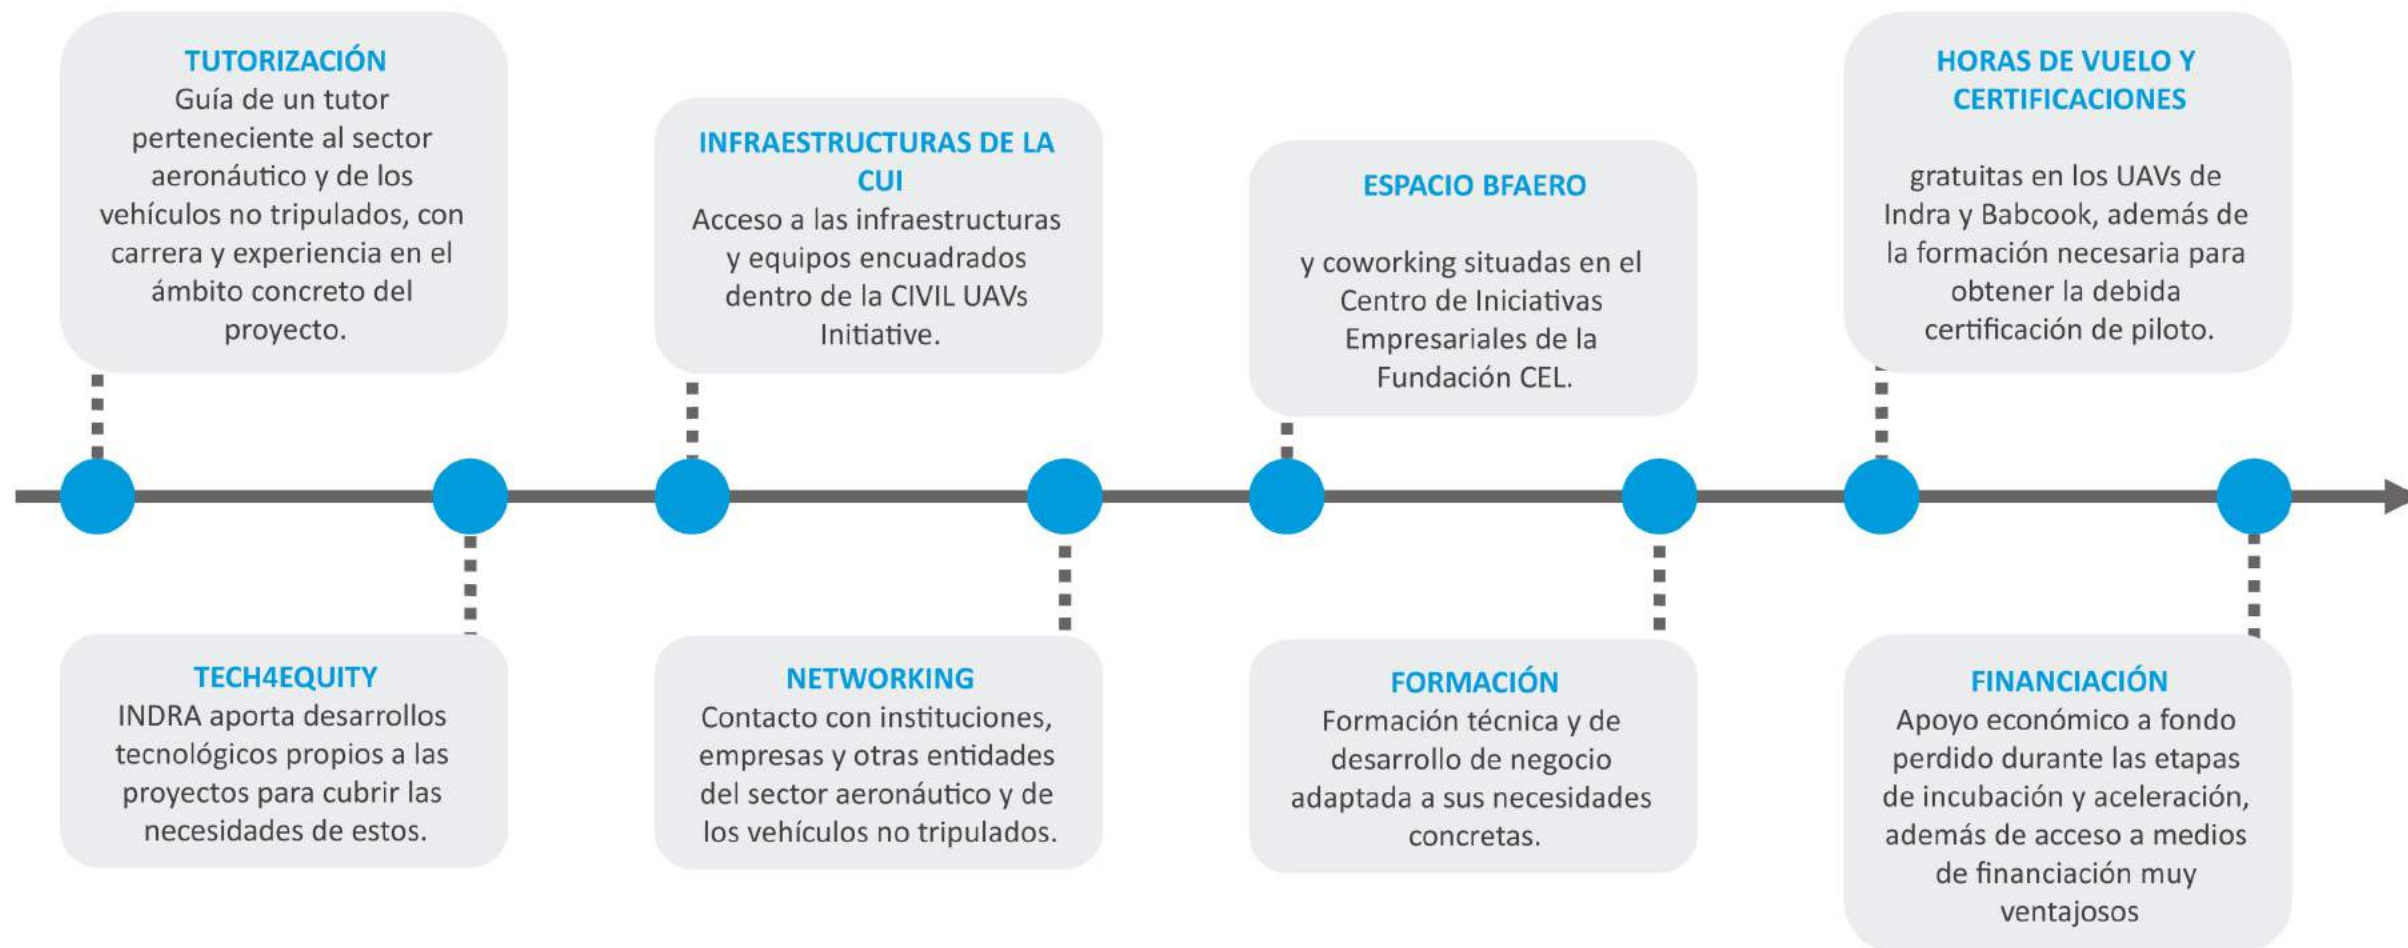 TUTORIZACIÓN
Guía de un tutor
perteneciente al sector
aeronáutico y de los
vehículos no tripulados, con
carrera y experiencia en el
ámbito concreto del
proyecto.
TECH4EQUITY
INDRA aporta desarrollos
tecnológicos propios a las
proyectos para cubrir las
necesidades de estos.
INFRAESTRUCTURAS DE LA
CUI
Acceso a las infraestructuras
y equipos encuadrados
dentro de la CIVIL UAVs
Initiative.
NETWORKING
Contacto con instituciones,
empresas y otras entidades
del sector aeronáutico y de
los vehículos no tripulados.
ESPACIO BFAERO
y coworking situadas en el
Centro de Iniciativas
Empresariales de la
Fundación CEL.
FORMACIÓN
Formación técnica y de
desarrollo de negocio
adaptada a sus necesidades
concretas.
HORAS DE VUELO Y
CERTIFICACIONES
gratuitas en los UAVs de
Indra y Babcook, además de
la formación necesaria para
obtener la debida
certificación de piloto.
FINANCIACIÓN
Apoyo económico a fondo
perdido durante las etapas
de incubación y aceleración,
además de acceso a medios
de financiación muy
ventajosos